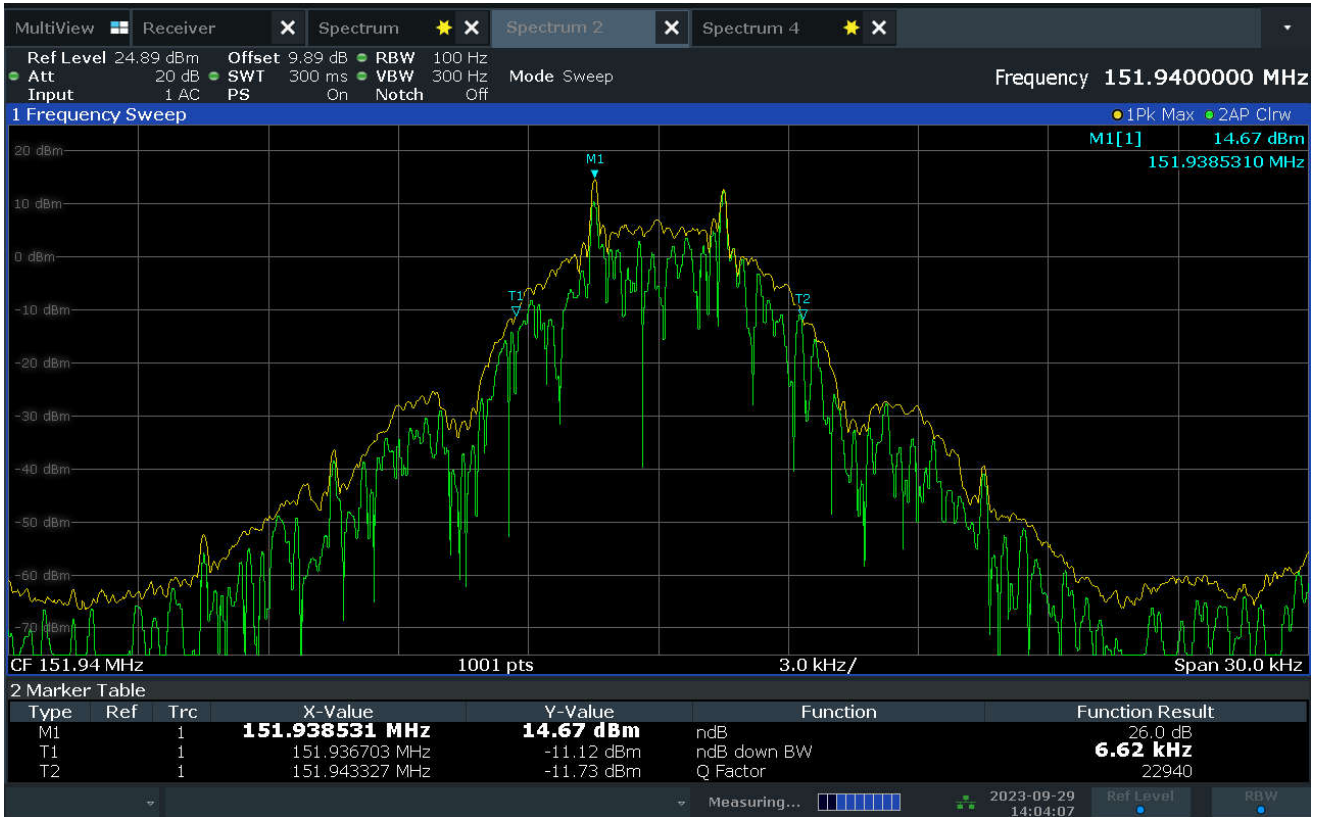 MultiView Receiver X Spectrum X Spectrum 2 X Spectrum 4 X
Ref Level 24.89 dBm Offset 9.89 dB RBW 100 Hz
Att 20 dB SWT 300 ms VBW 300 Hz Mode Sweep Frequency 151.9400000 MHz
Input 1 AC PS On Notch Off
1 Frequency Sweep 1Pk Max 2AP Clrw
M1[1] 14.67 dBm
20 dBm
151.9385310 MHz
M1
10 dBm
0 dBm
T1
T2
-10 dBm
-20 dBm
-30 dBm
-40 dBm
-50 dBm
-60 dBm
-70 dBm
CF 151.94 MHz 1001 pts 3.0 kHz/ Span 30.0 kHz
2 Marker Table
Type Ref Trc X-Value Y-Value Function Function Result
M1 1 151.938531 MHz 14.67 dBm ndB 26.0 dB
T1 1 151.936703 MHz -11.12 dBm ndB down BW 6.62 kHz
T2 1 151.943327 MHz -11.73 dBm Q Factor 22940
Measuring... 2023-09-29 Ref Level RBW
14:04:07